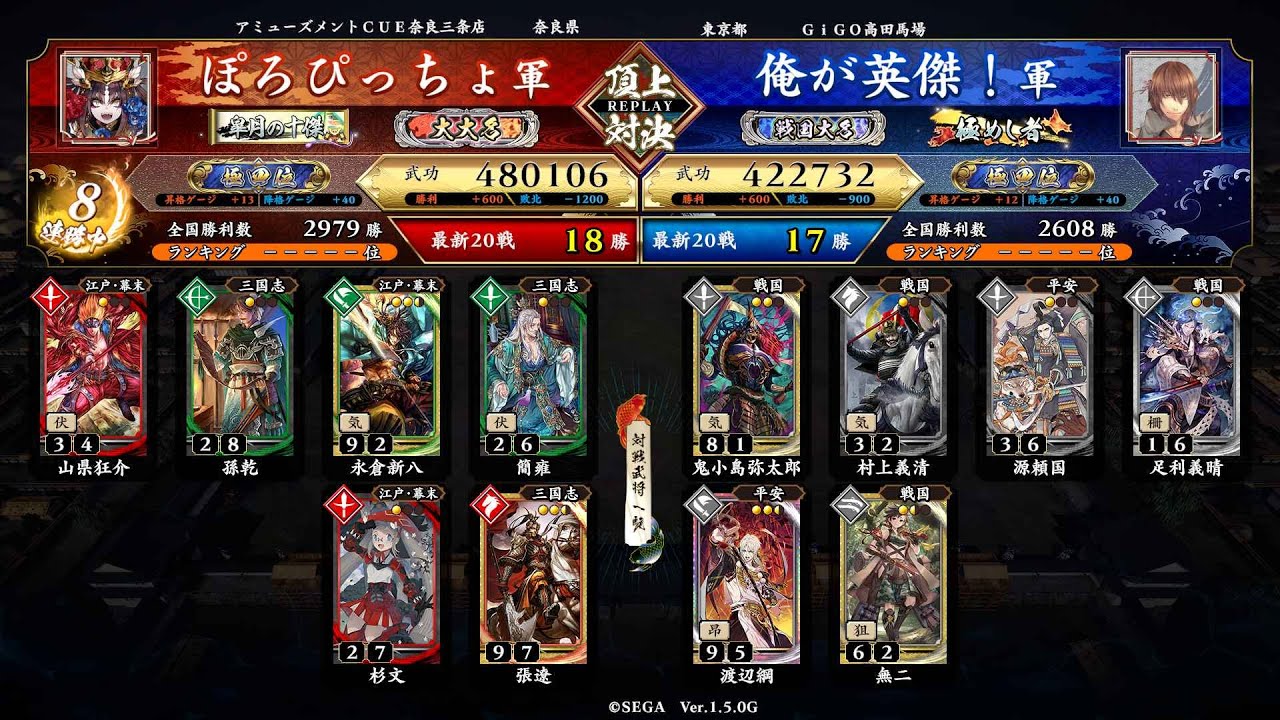 アミューズメントCUE奈良三条店 奈良県
東京都 GiGO高田馬場
ぽろぴっちょ軍
頂上
REPLAY
対決
俺が英傑！軍
皐月の十傑
大大名
戦国大名
極めし者
8
連勝中
極四位
昇格ゲージ +13 降格ゲージ +40
武功 480106
勝利 +600 敗北 -1200
武功 422732
勝利 +600 敗北 -900
極四位
昇格ゲージ +12 降格ゲージ +40
全国勝利数 2979勝
ランキング −−−−−位
最新20戦 18勝
最新20戦 17勝
全国勝利数 2608勝
ランキング −−−−−位
江戸・幕末
伏
3 4
山県狂介
三国志
2 8
孫乾
江戸・幕末
気
9 2
永倉新八
三国志
伏
2 6
簡雍
対戦武将一覧
戦国
気
8 1
鬼小島弥太郎
戦国
気
3 2
村上義清
平安
3 6
源頼国
戦国
柵
1 6
足利義晴
江戸・幕末
2 7
杉文
三国志
9 7
張遼
平安
昂
9 5
渡辺綱
戦国
狙
6 2
無二
©SEGA Ver.1.5.0G